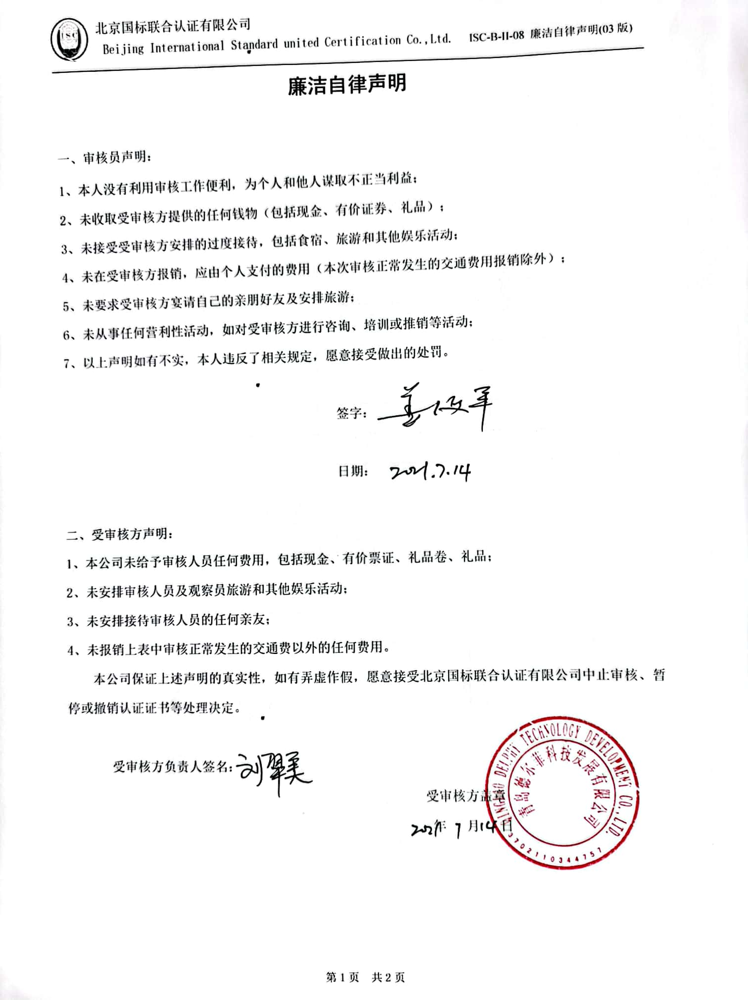 ISC
北京国标联合认证有限公司
Beijing International Standard united Certification Co.,Ltd. ISC-B-II-08 廉洁自律声明(03 版)
廉洁自律声明
一、审核员声明：
1、本人没有利用审核工作便利，为个人和他人谋取不正当利益；
2、未收取受审核方提供的任何钱物（包括现金、有价证券、礼品）；
3、未接受受审核方安排的过度接待，包括食宿、旅游和其他娱乐活动；
4、未在受审核方报销，应由个人支付的费用（本次审核正常发生的交通费用报销除外）；
5、未要求受审核方宴请自己的亲朋好友及安排旅游；
6、未从事任何营利性活动，如对受审核方进行咨询、培训或推销等活动；
7、以上声明如有不实，本人违反了相关规定，愿意接受做出的处罚。
签字：
日期： 2021.7.14
二、受审核方声明：
1、本公司未给予审核人员任何费用，包括现金、有价票证、礼品卷、礼品；
2、未安排审核人员及观察员旅游和其他娱乐活动；
3、未安排接待审核人员的任何亲友；
4、未报销上表中审核正常发生的交通费以外的任何费用。
本公司保证上述声明的真实性，如有弄虚作假，愿意接受北京国标联合认证有限公司中止审核、暂
停或撤销认证证书等处理决定。
受审核方负责人签名：刘翠美
受审核方盖章
2021年 7 月14日
QINGDAO DELPHY TECHNOLOGY DEVELOPMENT CO.,LTD.
青岛德尔菲科技发展有限公司
3702110344757
第 1 页 共 2 页